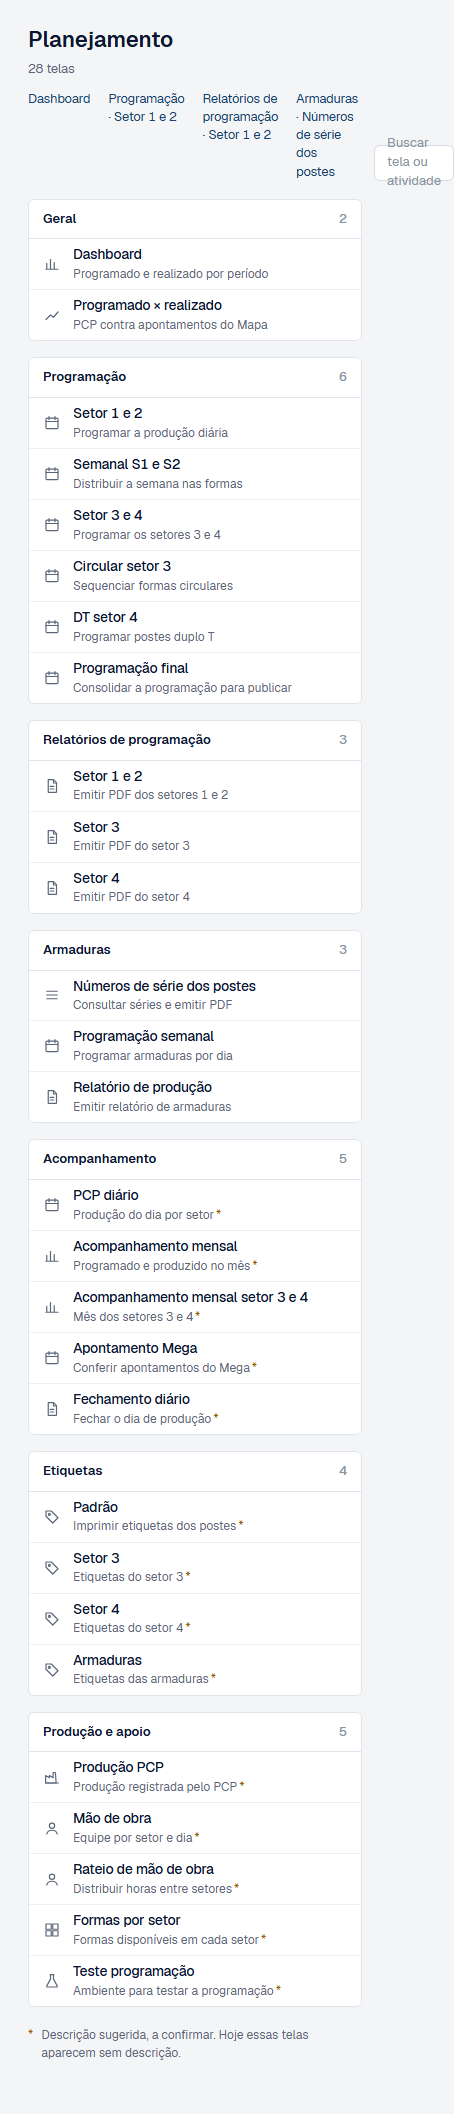 Planejamento
28 telas
Dashboard
Programação
· Setor 1 e 2
Relatórios de
programação
· Setor 1 e 2
Armaduras
· Números
de série
dos
postes
Buscar
tela ou
atividade
Geral 2
Dashboard
Programado e realizado por período
Programado × realizado
PCP contra apontamentos do Mapa
Programação 6
Setor 1 e 2
Programar a produção diária
Semanal S1 e S2
Distribuir a semana nas formas
Setor 3 e 4
Programar os setores 3 e 4
Circular setor 3
Sequenciar formas circulares
DT setor 4
Programar postes duplo T
Programação final
Consolidar a programação para publicar
Relatórios de programação 3
Setor 1 e 2
Emitir PDF dos setores 1 e 2
Setor 3
Emitir PDF do setor 3
Setor 4
Emitir PDF do setor 4
Armaduras 3
Números de série dos postes
Consultar séries e emitir PDF
Programação semanal
Programar armaduras por dia
Relatório de produção
Emitir relatório de armaduras
Acompanhamento 5
PCP diário
Produção do dia por setor *
Acompanhamento mensal
Programado e produzido no mês *
Acompanhamento mensal setor 3 e 4
Mês dos setores 3 e 4 *
Apontamento Mega
Conferir apontamentos do Mega *
Fechamento diário
Fechar o dia de produção *
Etiquetas 4
Padrão
Imprimir etiquetas dos postes *
Setor 3
Etiquetas do setor 3 *
Setor 4
Etiquetas do setor 4 *
Armaduras
Etiquetas das armaduras *
Produção e apoio 5
Produção PCP
Produção registrada pelo PCP *
Mão de obra
Equipe por setor e dia *
Rateio de mão de obra
Distribuir horas entre setores *
Formas por setor
Formas disponíveis em cada setor *
Teste programação
Ambiente para testar a programação *
* Descrição sugerida, a confirmar. Hoje essas telas
aparecem sem descrição.